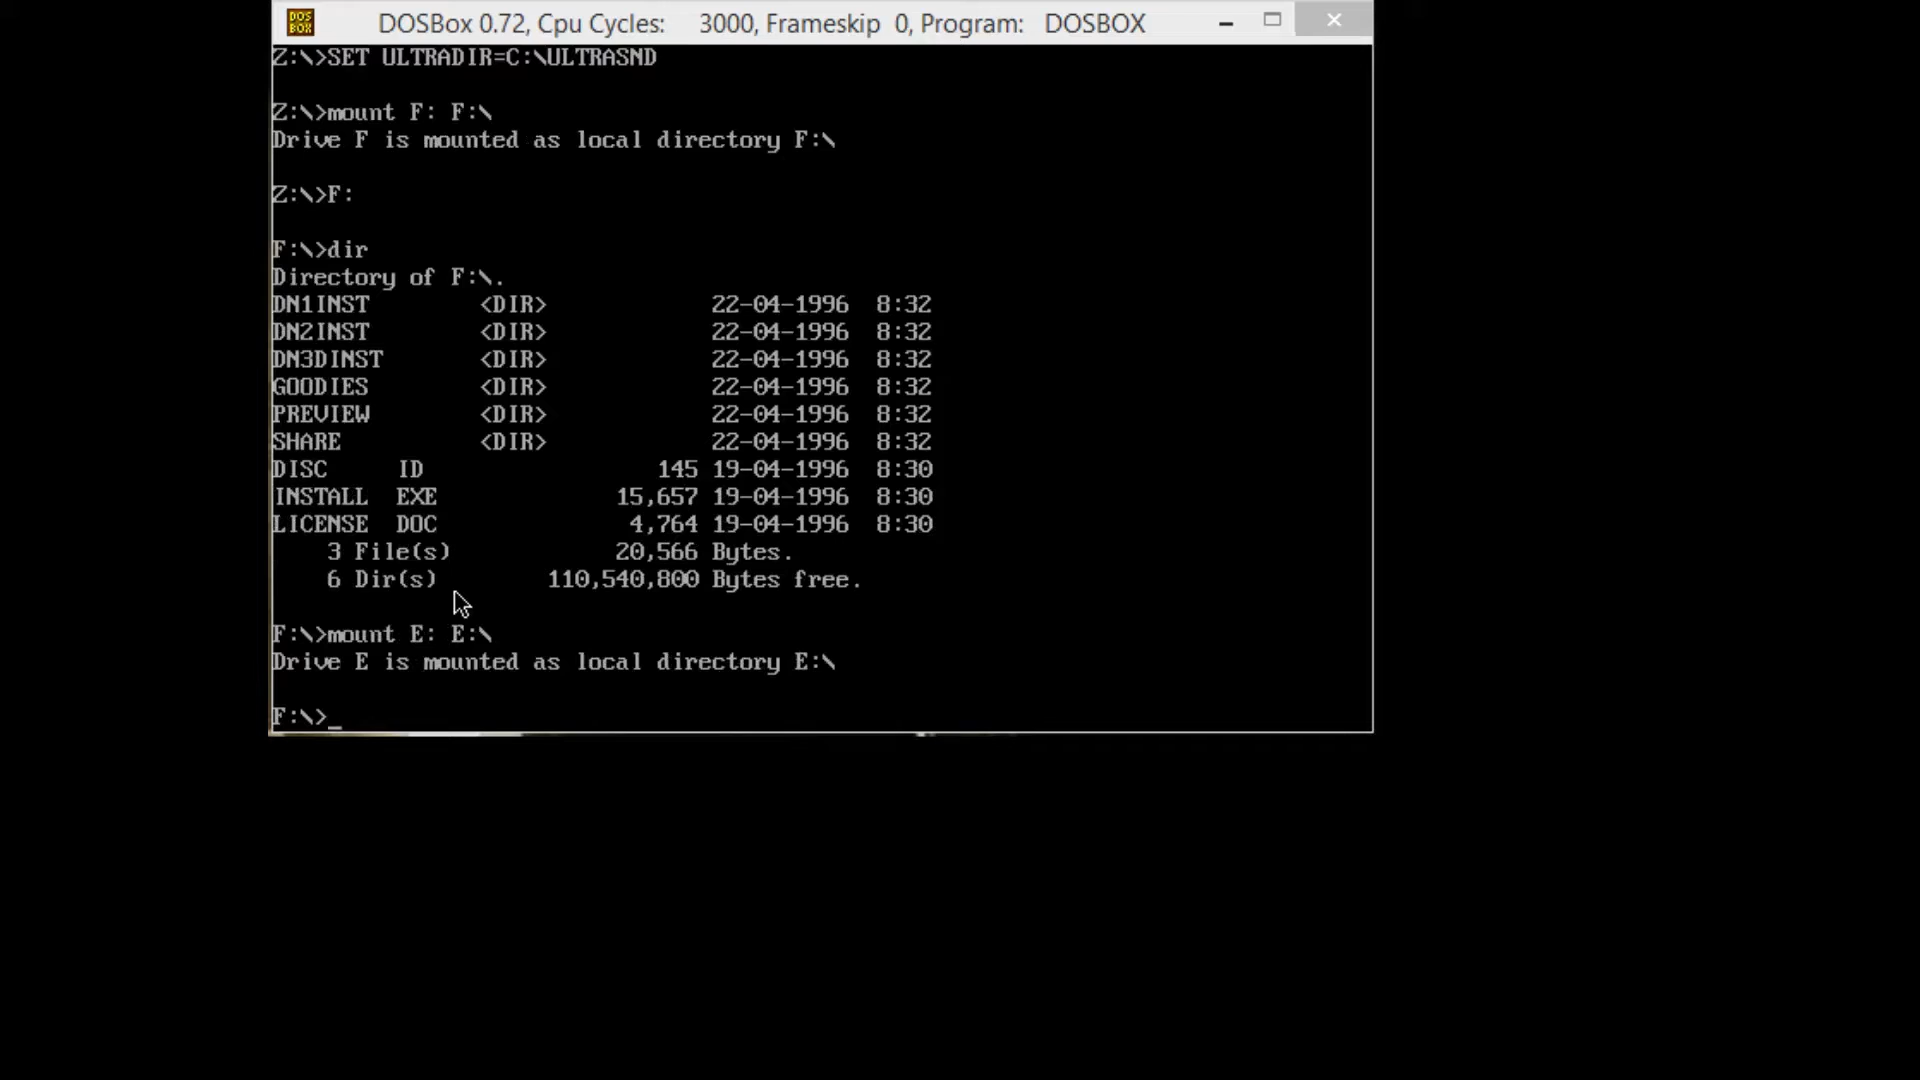 DOS BOX DOSBox 0.72, Cpu Cycles: 3000, Frameskip 0, Program: DOSBOX
Z:\>SET ULTRADIR=C:\ULTRASND
Z:\>mount F: F:\
Drive F is mounted as local directory F:\
Z:\>F:
F:\>dir
Directory of F:\.
DN1INST <DIR> 22-04-1996 8:32
DN2INST <DIR> 22-04-1996 8:32
DN3DINST <DIR> 22-04-1996 8:32
GOODIES <DIR> 22-04-1996 8:32
PREVIEW <DIR> 22-04-1996 8:32
SHARE <DIR> 22-04-1996 8:32
DISC ID 145 19-04-1996 8:30
INSTALL EXE 15,657 19-04-1996 8:30
LICENSE DOC 4,764 19-04-1996 8:30
3 File(s) 20,566 Bytes.
6 Dir(s) 110,540,800 Bytes free.
F:\>mount E: E:\
Drive E is mounted as local directory E:\
F:\>_